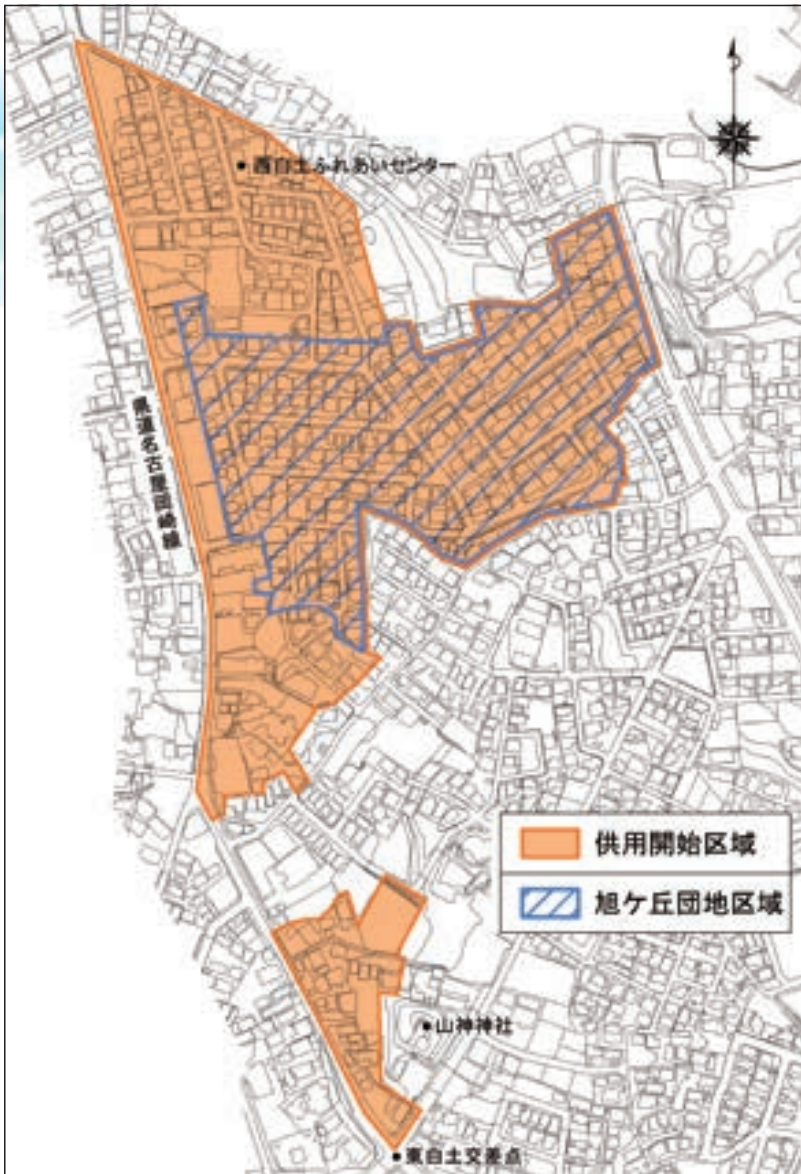 西白土ふれあいセンター
県道名古屋岡崎線
供用開始区域
旭ケ丘団地区域
山神神社
東白土交差点